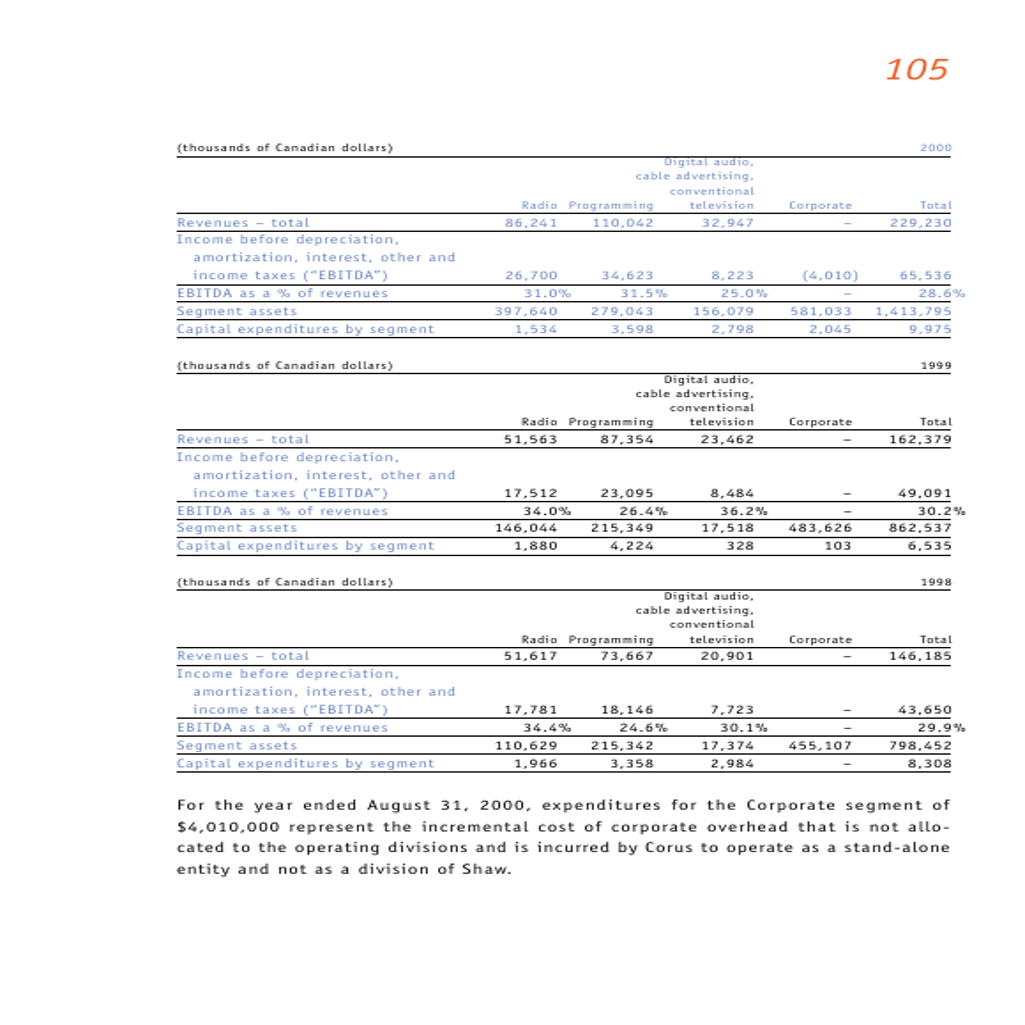 105
(thousands of Canadian dollars) 2000
Digital audio,
cable advertising,
conventional
Radio Programming television Corporate Total
Revenues – total 86,241 110,042 32,947 – 229,230
Income before depreciation,
amortization, interest, other and
income taxes (“EBITDA”) 26,700 34,623 8,223 (4,010) 65,536
EBITDA as a % of revenues 31.0% 31.5% 25.0% – 28.6%
Segment assets 397,640 279,043 156,079 581,033 1,413,795
Capital expenditures by segment 1,534 3,598 2,798 2,045 9,975
(thousands of Canadian dollars) 1999
Digital audio,
cable advertising,
conventional
Radio Programming television Corporate Total
Revenues – total 51,563 87,354 23,462 – 162,379
Income before depreciation,
amortization, interest, other and
income taxes (“EBITDA”) 17,512 23,095 8,484 – 49,091
EBITDA as a % of revenues 34.0% 26.4% 36.2% – 30.2%
Segment assets 146,044 215,349 17,518 483,626 862,537
Capital expenditures by segment 1,880 4,224 328 103 6,535
(thousands of Canadian dollars) 1998
Digital audio,
cable advertising,
conventional
Radio Programming television Corporate Total
Revenues – total 51,617 73,667 20,901 – 146,185
Income before depreciation,
amortization, interest, other and
income taxes (“EBITDA”) 17,781 18,146 7,723 – 43,650
EBITDA as a % of revenues 34.4% 24.6% 30.1% – 29.9%
Segment assets 110,629 215,342 17,374 455,107 798,452
Capital expenditures by segment 1,966 3,358 2,984 – 8,308
For the year ended August 31, 2000, expenditures for the Corporate segment of
$4,010,000 represent the incremental cost of corporate overhead that is not allo-
cated to the operating divisions and is incurred by Corus to operate as a stand-alone
entity and not as a division of Shaw.